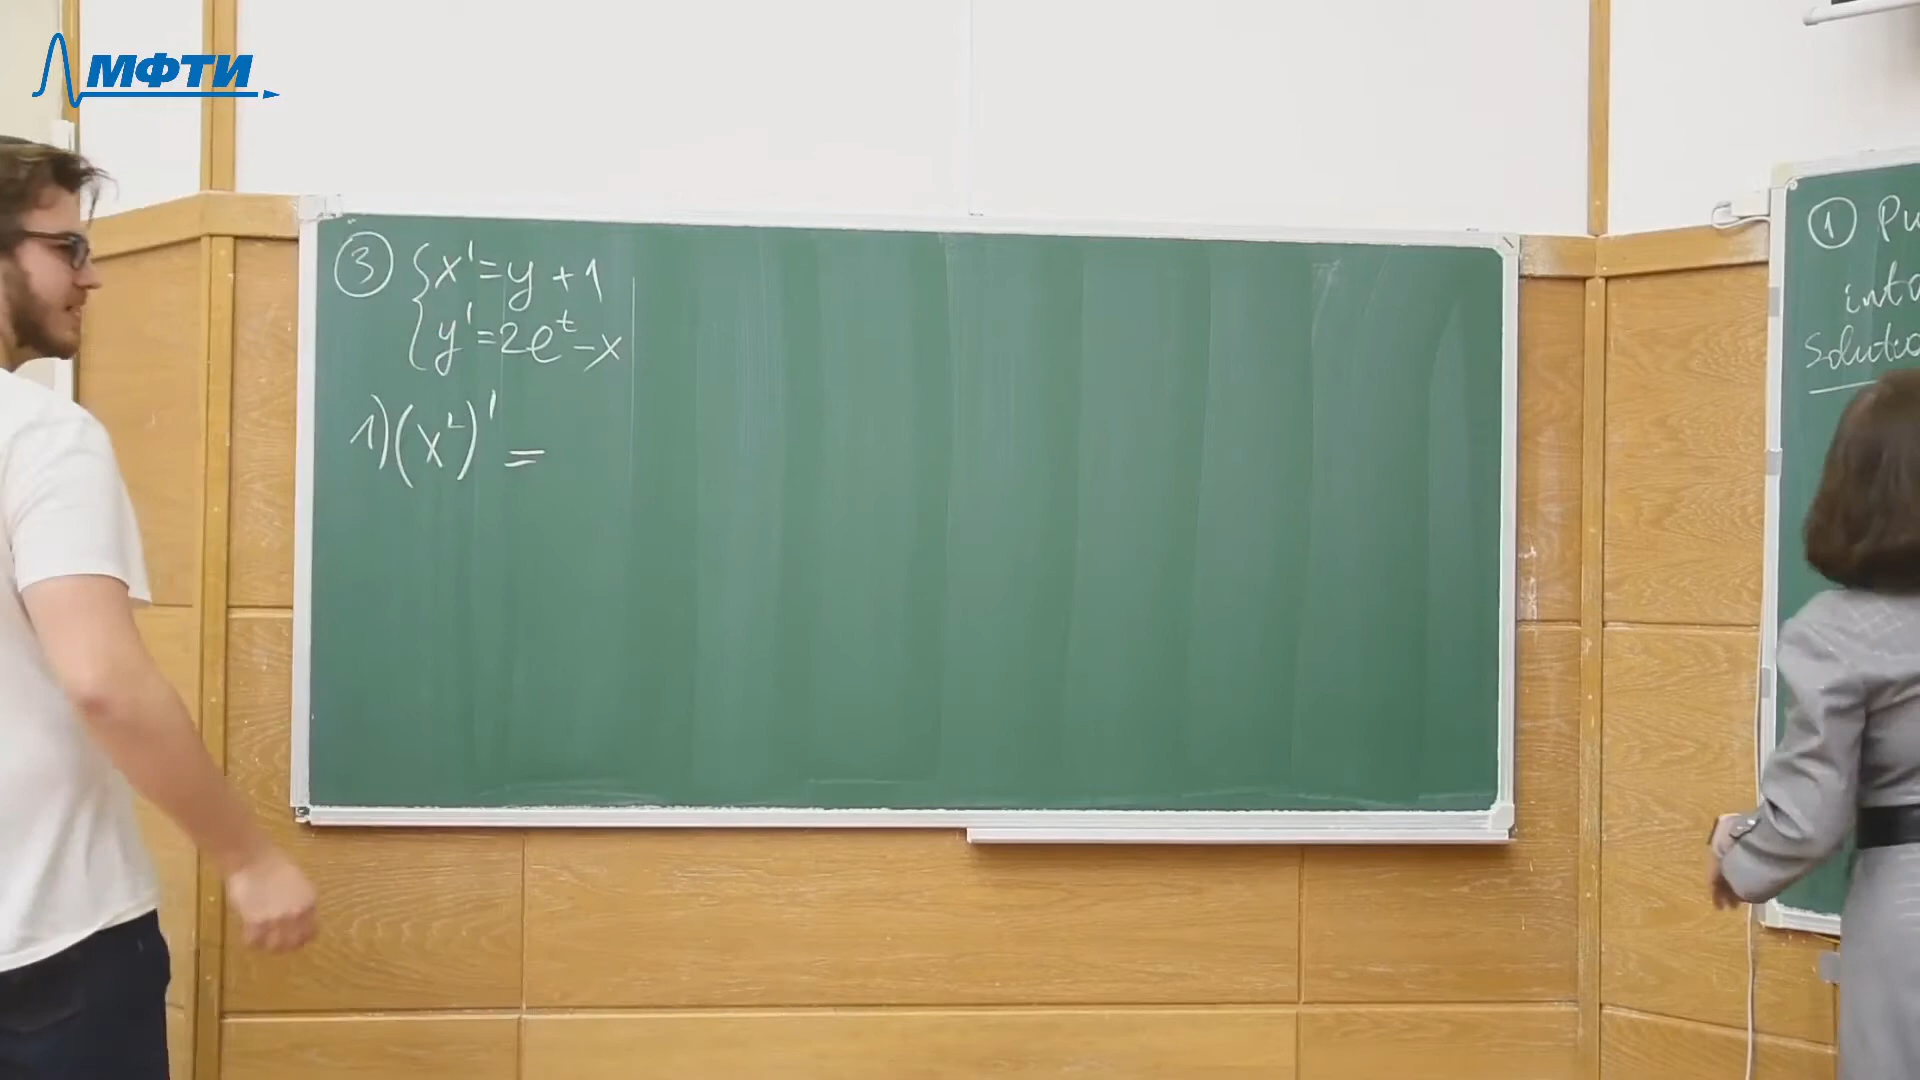 МФТИ
③ { x' = y + 1
{ y' = 2e^t - x
1) (x²)' =
①